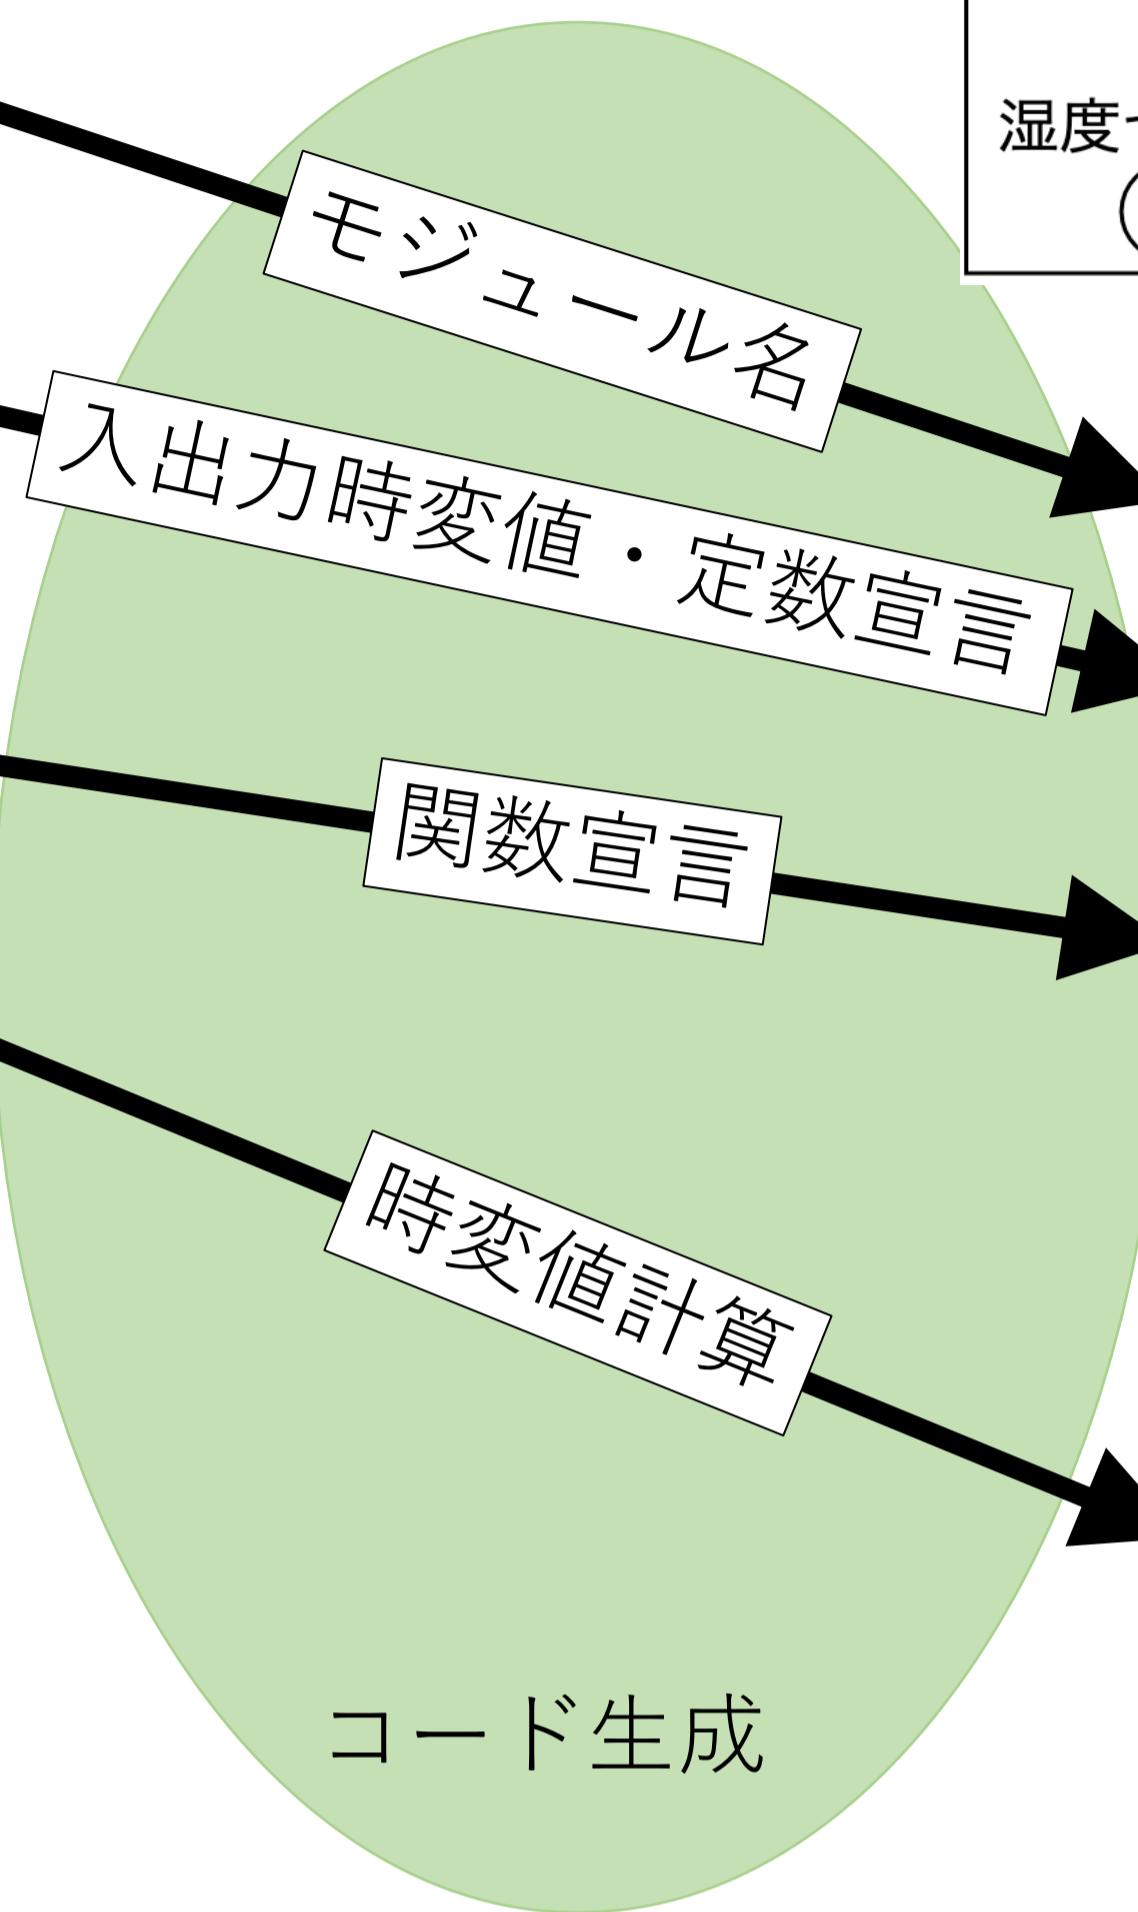 湿度
モジュール名
入出力時変値・定数宣言
関数宣言
時変値計算
コード生成